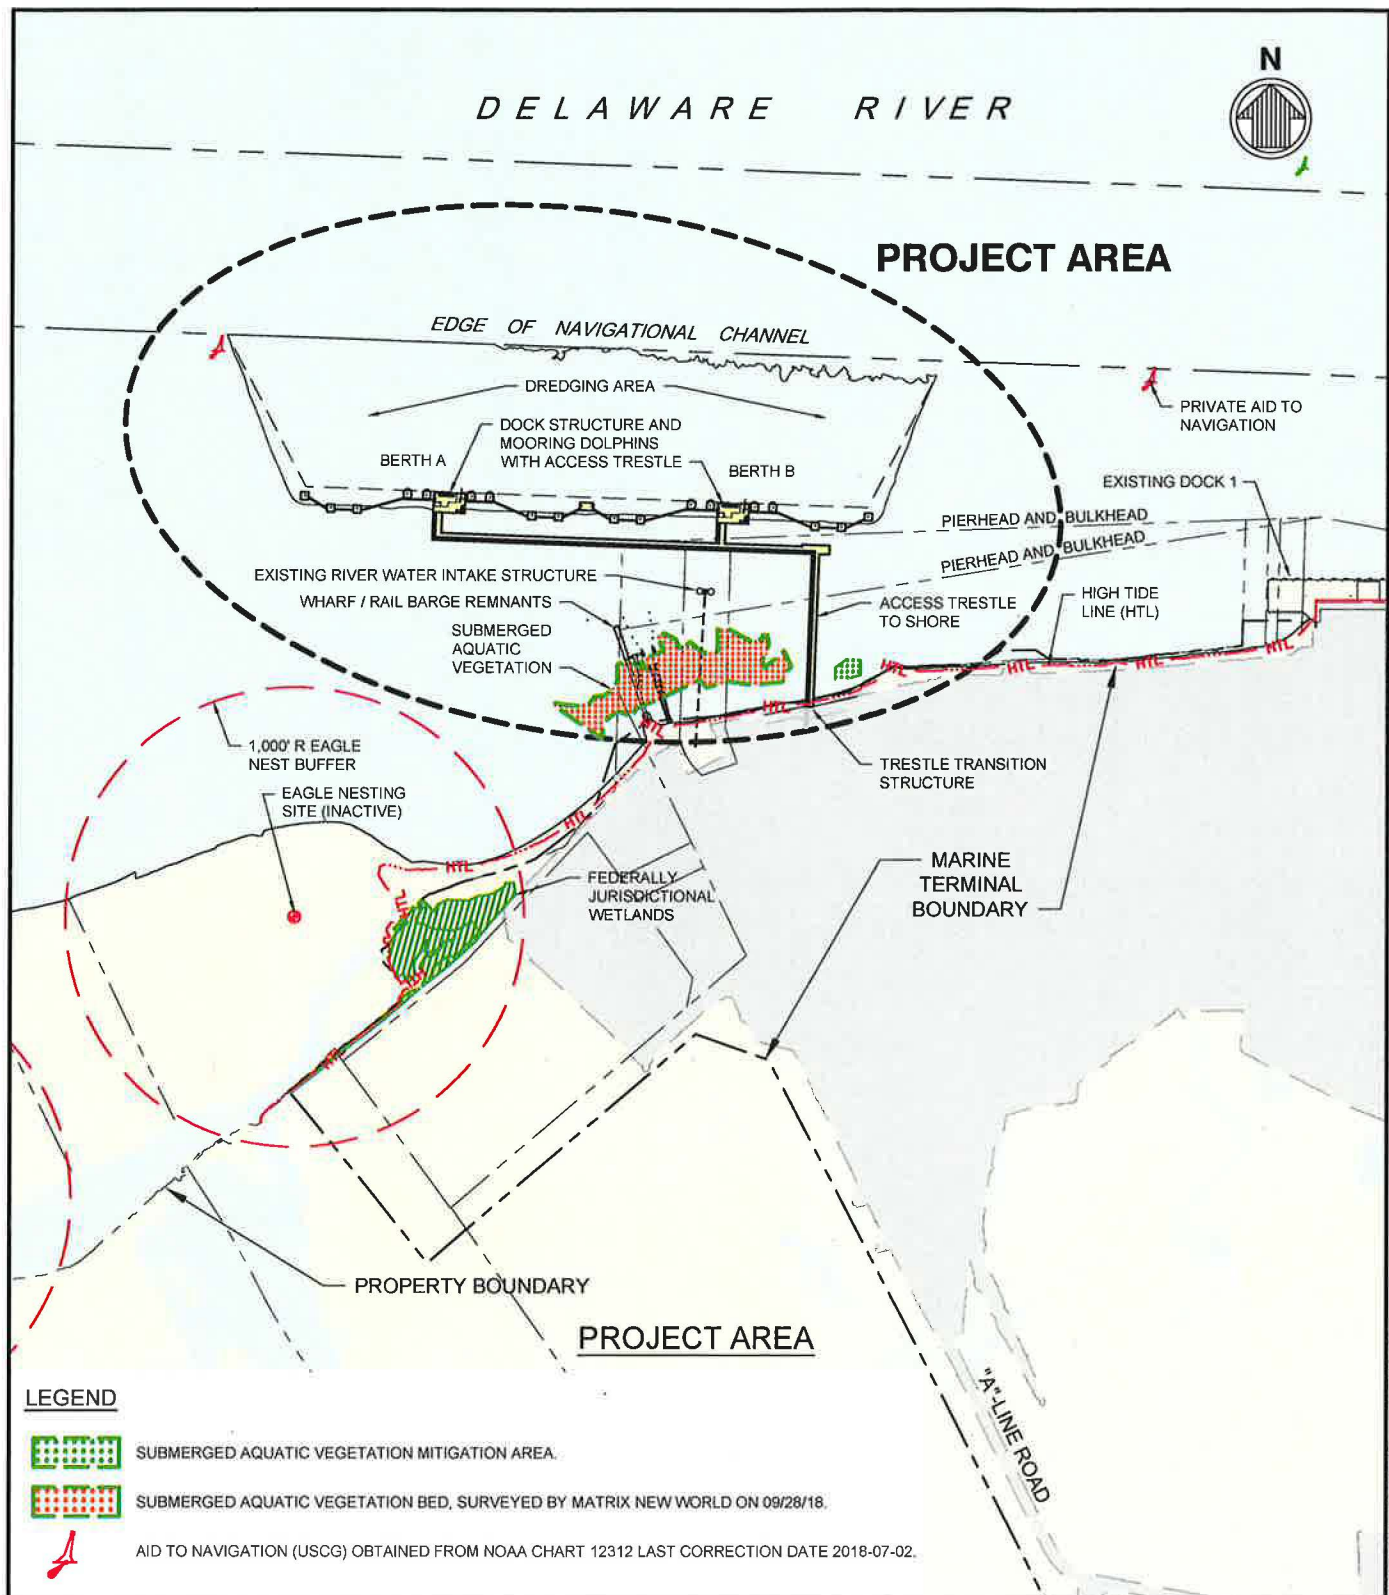 N
DELAWARE RIVER
PROJECT AREA
EDGE OF NAVIGATIONAL CHANNEL
DREDGING AREA
PRIVATE AID TO
NAVIGATION
DOCK STRUCTURE AND
MOORING DOLPHINS
WITH ACCESS TRESTLE
BERTH A
BERTH B
EXISTING DOCK 1
PIERHEAD AND BULKHEAD
PIERHEAD AND BULKHEAD
EXISTING RIVER WATER INTAKE STRUCTURE
WHARF / RAIL BARGE REMNANTS
ACCESS TRESTLE
TO SHORE
HIGH TIDE
LINE (HTL)
SUBMERGED
AQUATIC
VEGETATION
HTL
HTL
HTL
HTL
HTL
HTL
1,000' R EAGLE
NEST BUFFER
TRESTLE TRANSITION
STRUCTURE
EAGLE NESTING
SITE (INACTIVE)
HTL
HTL
MARINE
TERMINAL
BOUNDARY
FEDERALLY
JURISDICTIONAL
WETLANDS
HTL
HTL
HTL
PROPERTY BOUNDARY
PROJECT AREA
"A"-LINE ROAD
LEGEND
SUBMERGED AQUATIC VEGETATION MITIGATION AREA.
SUBMERGED AQUATIC VEGETATION BED, SURVEYED BY MATRIX NEW WORLD ON 09/28/18.
AID TO NAVIGATION (USCG) OBTAINED FROM NOAA CHART 12312 LAST CORRECTION DATE 2018-07-02.